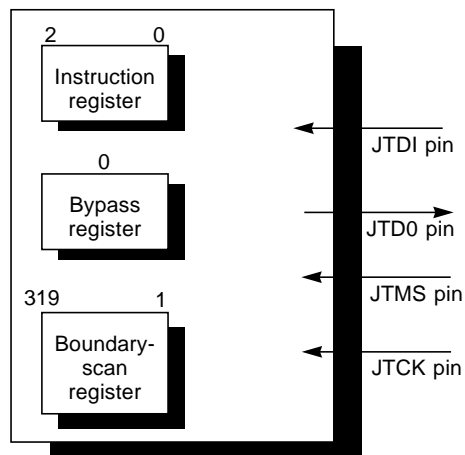 2 0
Instruction
register
JTDI pin
0
Bypass
register
JTD0 pin
JTMS pin
319 1
Boundary-
scan
register
JTCK pin